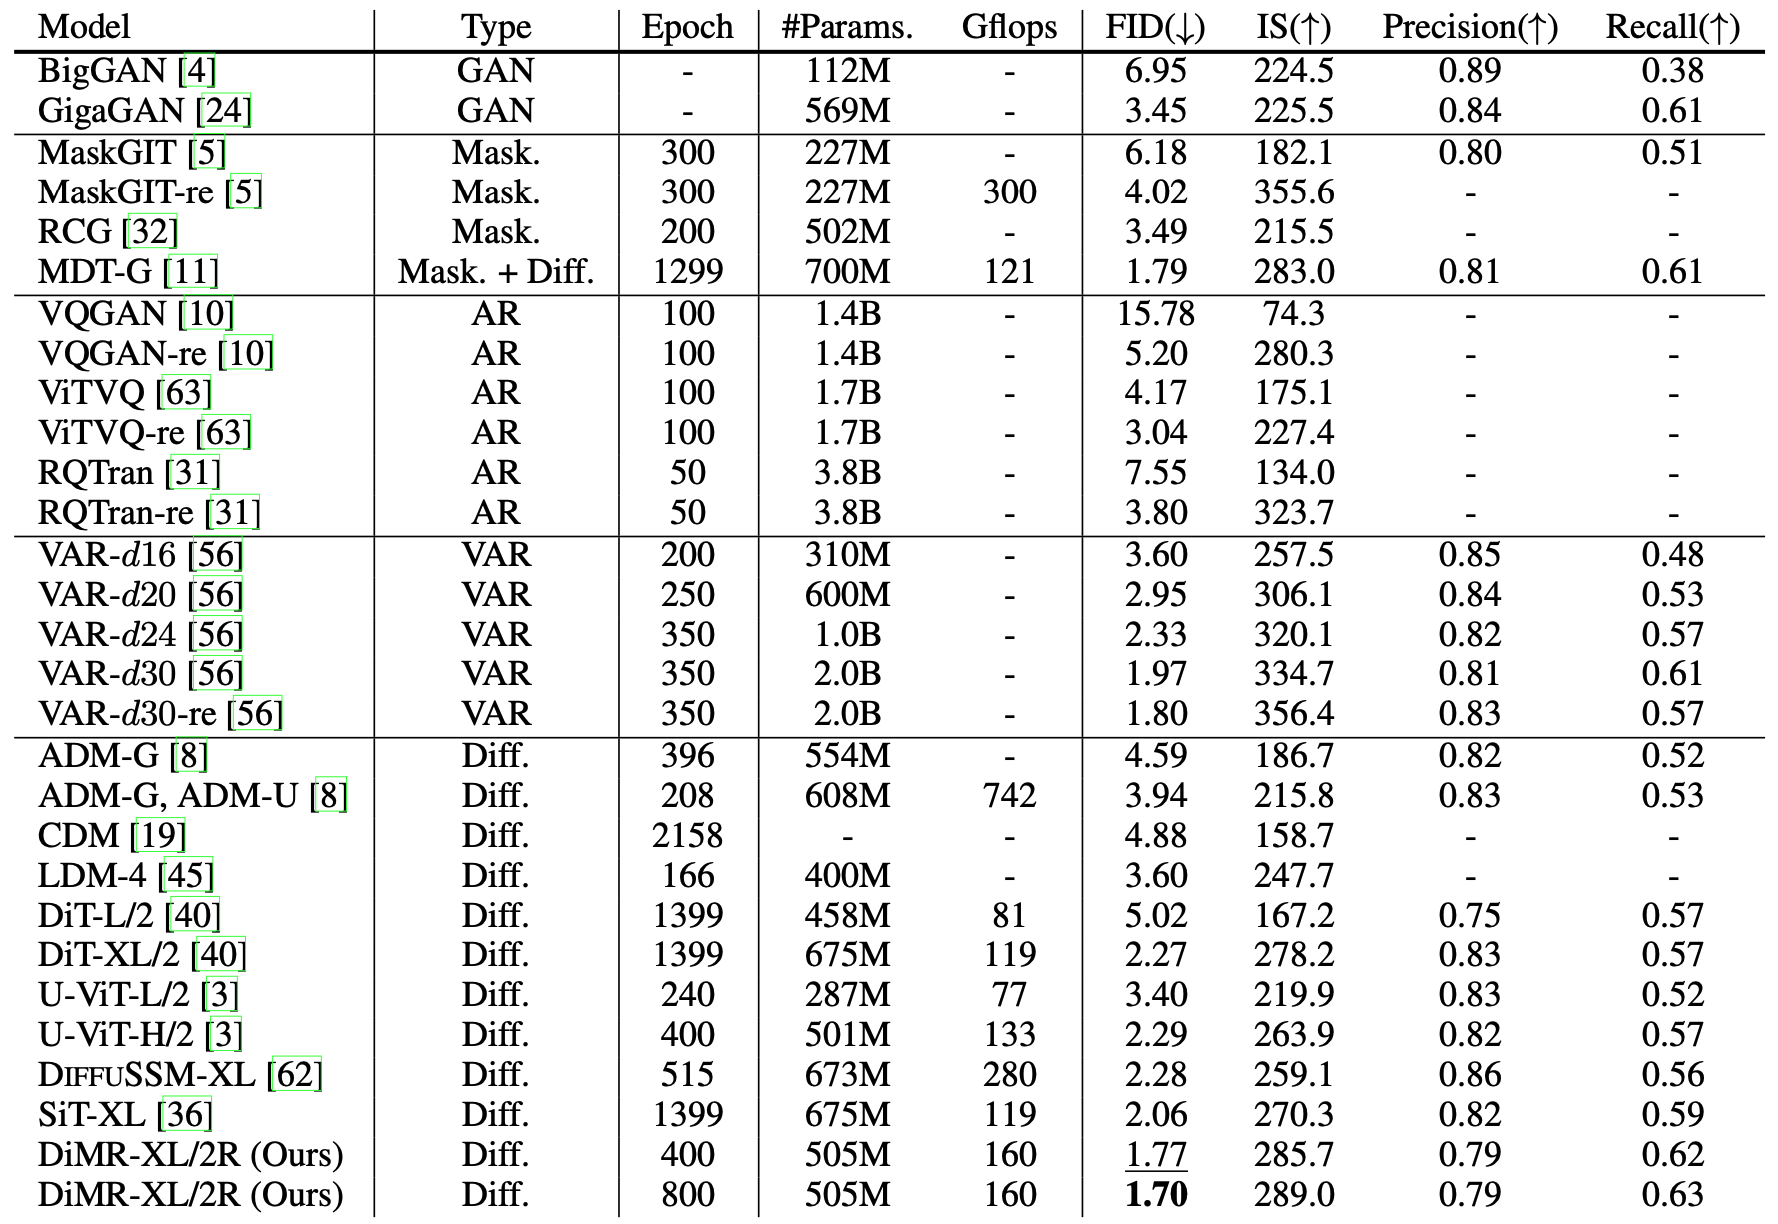 Model Type Epoch #Params. Gflops FID(↓) IS(↑) Precision(↑) Recall(↑)
BigGAN [4] GAN - 112M - 6.95 224.5 0.89 0.38
GigaGAN [24] GAN - 569M - 3.45 225.5 0.84 0.61
MaskGIT [5] Mask. 300 227M - 6.18 182.1 0.80 0.51
MaskGIT-re [5] Mask. 300 227M 300 4.02 355.6 - -
RCG [32] Mask. 200 502M - 3.49 215.5 - -
MDT-G [11] Mask. + Diff. 1299 700M 121 1.79 283.0 0.81 0.61
VQGAN [10] AR 100 1.4B - 15.78 74.3 - -
VQGAN-re [10] AR 100 1.4B - 5.20 280.3 - -
ViTVQ [63] AR 100 1.7B - 4.17 175.1 - -
ViTVQ-re [63] AR 100 1.7B - 3.04 227.4 - -
RQTran [31] AR 50 3.8B - 7.55 134.0 - -
RQTran-re [31] AR 50 3.8B - 3.80 323.7 - -
VAR-d16 [56] VAR 200 310M - 3.60 257.5 0.85 0.48
VAR-d20 [56] VAR 250 600M - 2.95 306.1 0.84 0.53
VAR-d24 [56] VAR 350 1.0B - 2.33 320.1 0.82 0.57
VAR-d30 [56] VAR 350 2.0B - 1.97 334.7 0.81 0.61
VAR-d30-re [56] VAR 350 2.0B - 1.80 356.4 0.83 0.57
ADM-G [8] Diff. 396 554M - 4.59 186.7 0.82 0.52
ADM-G, ADM-U [8] Diff. 208 608M 742 3.94 215.8 0.83 0.53
CDM [19] Diff. 2158 - - 4.88 158.7 - -
LDM-4 [45] Diff. 166 400M - 3.60 247.7 - -
DiT-L/2 [40] Diff. 1399 458M 81 5.02 167.2 0.75 0.57
DiT-XL/2 [40] Diff. 1399 675M 119 2.27 278.2 0.83 0.57
U-ViT-L/2 [3] Diff. 240 287M 77 3.40 219.9 0.83 0.52
U-ViT-H/2 [3] Diff. 400 501M 133 2.29 263.9 0.82 0.57
DIFFUSSM-XL [62] Diff. 515 673M 280 2.28 259.1 0.86 0.56
SiT-XL [36] Diff. 1399 675M 119 2.06 270.3 0.82 0.59
DiMR-XL/2R (Ours) Diff. 400 505M 160 1.77 285.7 0.79 0.62
DiMR-XL/2R (Ours) Diff. 800 505M 160 1.70 289.0 0.79 0.63